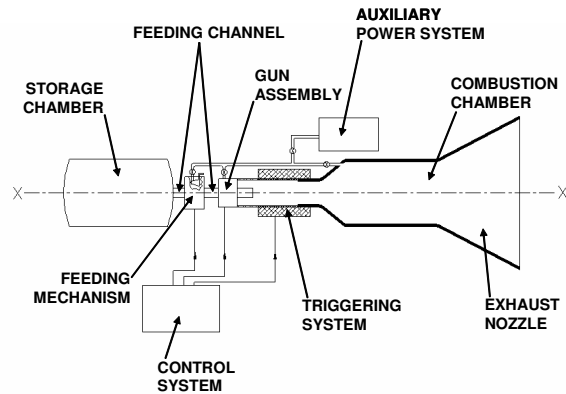 AUXILIARY
POWER SYSTEM
FEEDING CHANNEL
GUN
ASSEMBLY
STORAGE
CHAMBER
COMBUSTION
CHAMBER
X
X
FEEDING
MECHANISM
TRIGGERING
SYSTEM
EXHAUST
NOZZLE
CONTROL
SYSTEM